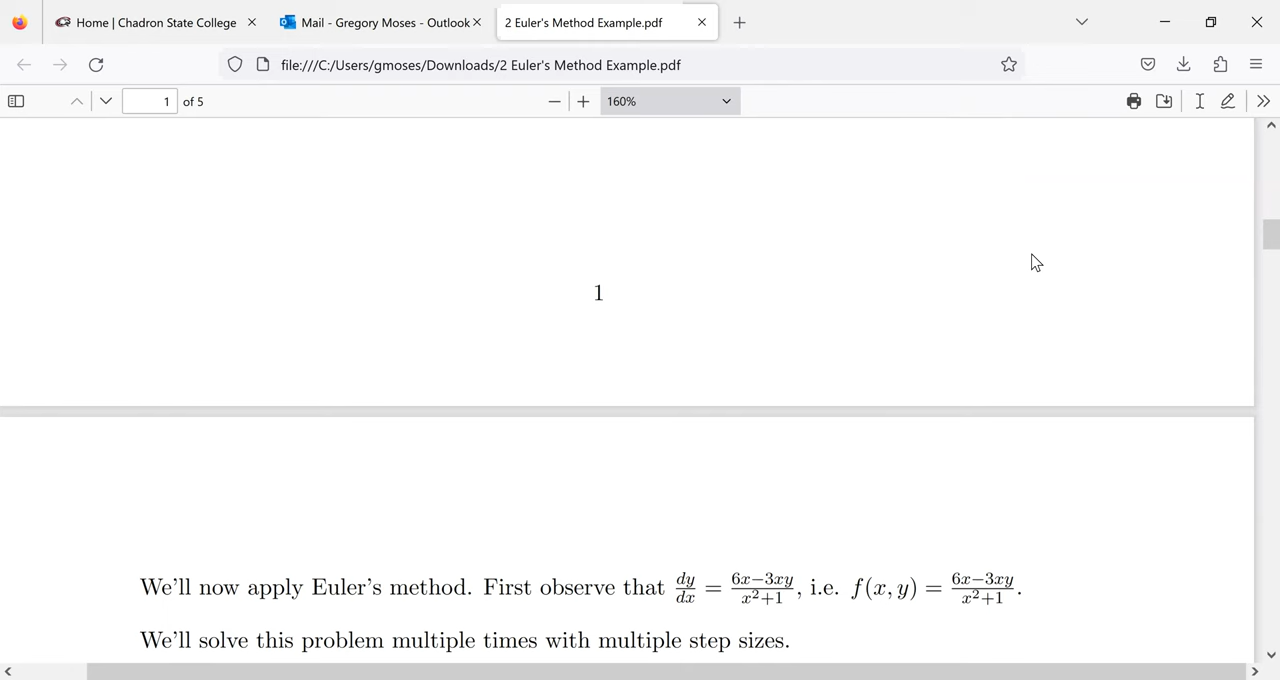 Home | Chadron State College
Mail - Gregory Moses - Outlook
2 Euler's Method Example.pdf
file:///C:/Users/gmoses/Downloads/2 Euler's Method Example.pdf
1 of 5
160%
1
We'll now apply Euler's method. First observe that dy/dx = (6x−3xy)/(x²+1), i.e. f(x, y) = (6x−3xy)/(x²+1).
We'll solve this problem multiple times with multiple step sizes.